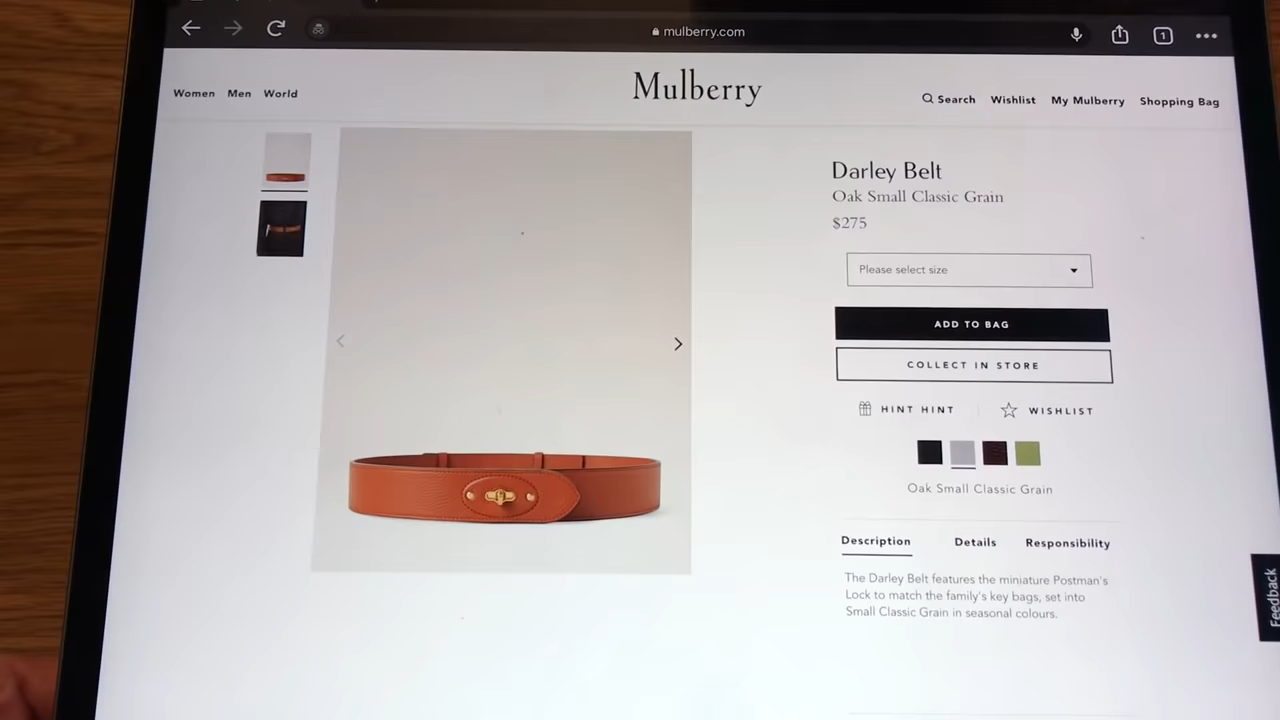 mulberry.com
1
Women Men World
Mulberry
Search Wishlist My Mulberry Shopping Bag
Darley Belt
Oak Small Classic Grain
$275
Please select size
ADD TO BAG
COLLECT IN STORE
HINT HINT WISHLIST
Oak Small Classic Grain
Description Details Responsibility
The Darley Belt features the miniature Postman's
Lock to match the family's key bags, set into
Small Classic Grain in seasonal colours.
Feedback